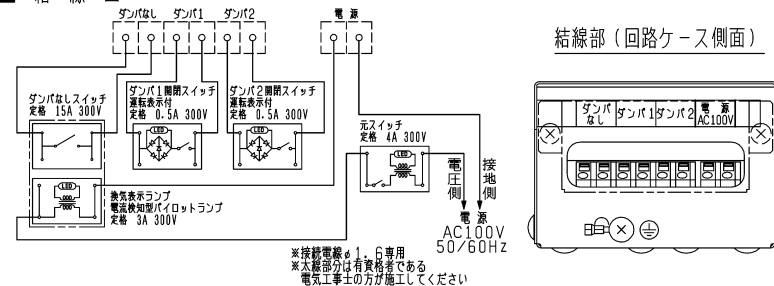 ダンパなし ダンパ1 ダンパ2 電 源
ダンパなしスイッチ
定格 15A 300V
ダンパ1開閉スイッチ
運転表示付
定格 0.5A 300V
ダンパ2開閉スイッチ
運転表示付
定格 0.5A 300V
元スイッチ
定格 4A 300V
LED
LED
LED
LED
換気表示ランプ
電流検知型パイロットランプ
定格 3A 300V
電圧側
接地側
電 源
AC100V
50/60Hz
※接続電線φ1.6専用
※太線部分は有資格者である
電気工事士の方が施工してください
結線部(回路ケース側面)
ダンパなし ダンパ1 ダンパ2 電 源 AC100V